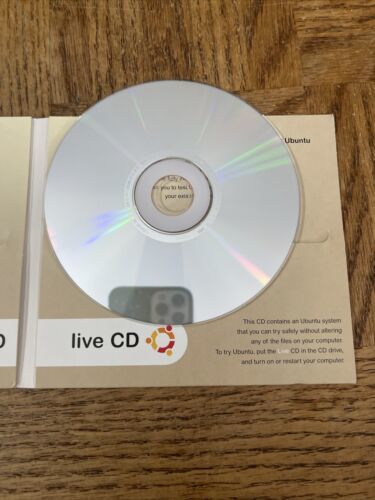 Ubuntu
you to test
your exis
live CD
This CD contains an Ubuntu system
that you can try safely without altering
any of the files on your computer.
To try Ubuntu, put the Live CD in the CD drive,
and turn on or restart your computer.